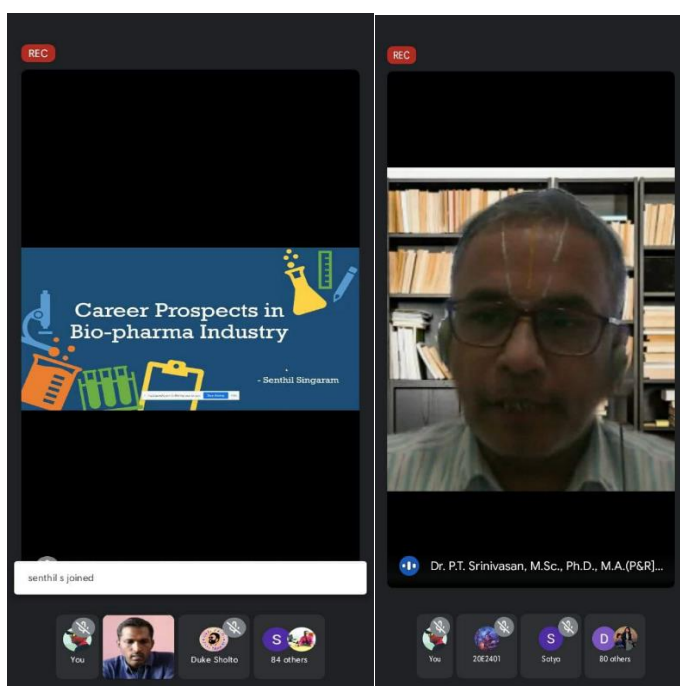 REC
Career Prospects in
Bio-pharma Industry
- Senthil Singaram
senthil s joined
You
Duke Sholto
S
84 others
REC
Dr. P.T. Srinivasan, M.Sc., Ph.D., M.A.(P&R]...
You
20E2401
S
Satya
D
80 others